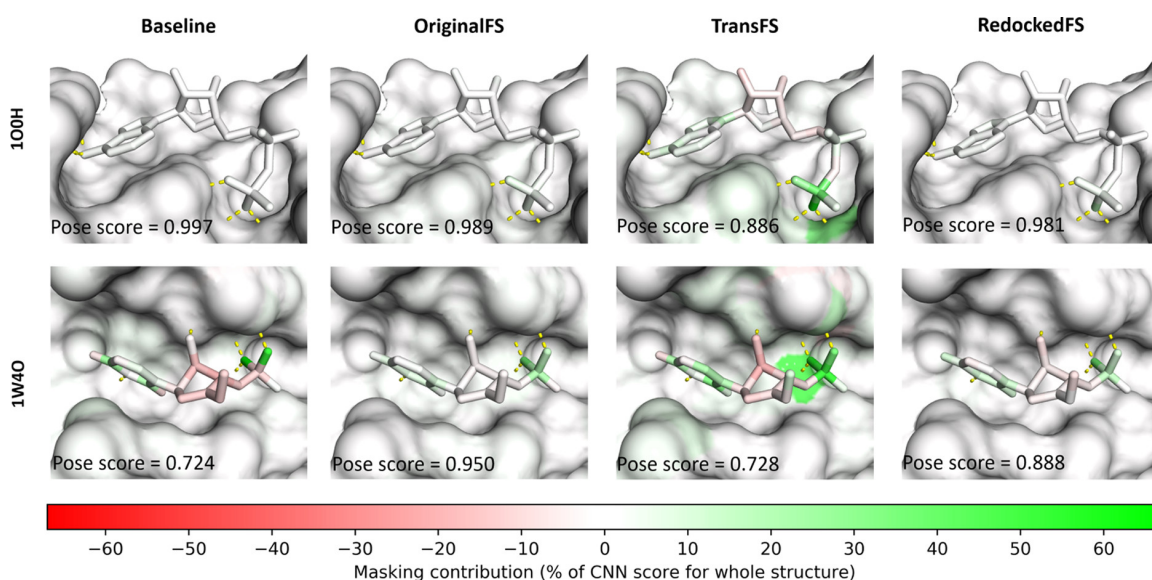 Baseline OriginalFS TransFS RedockedFS
1O0H
Pose score = 0.997 Pose score = 0.989 Pose score = 0.886 Pose score = 0.981
1W4O
Pose score = 0.724 Pose score = 0.950 Pose score = 0.728 Pose score = 0.888
−60 −50 −40 −30 −20 −10 0 10 20 30 40 50 60
Masking contribution (% of CNN score for whole structure)